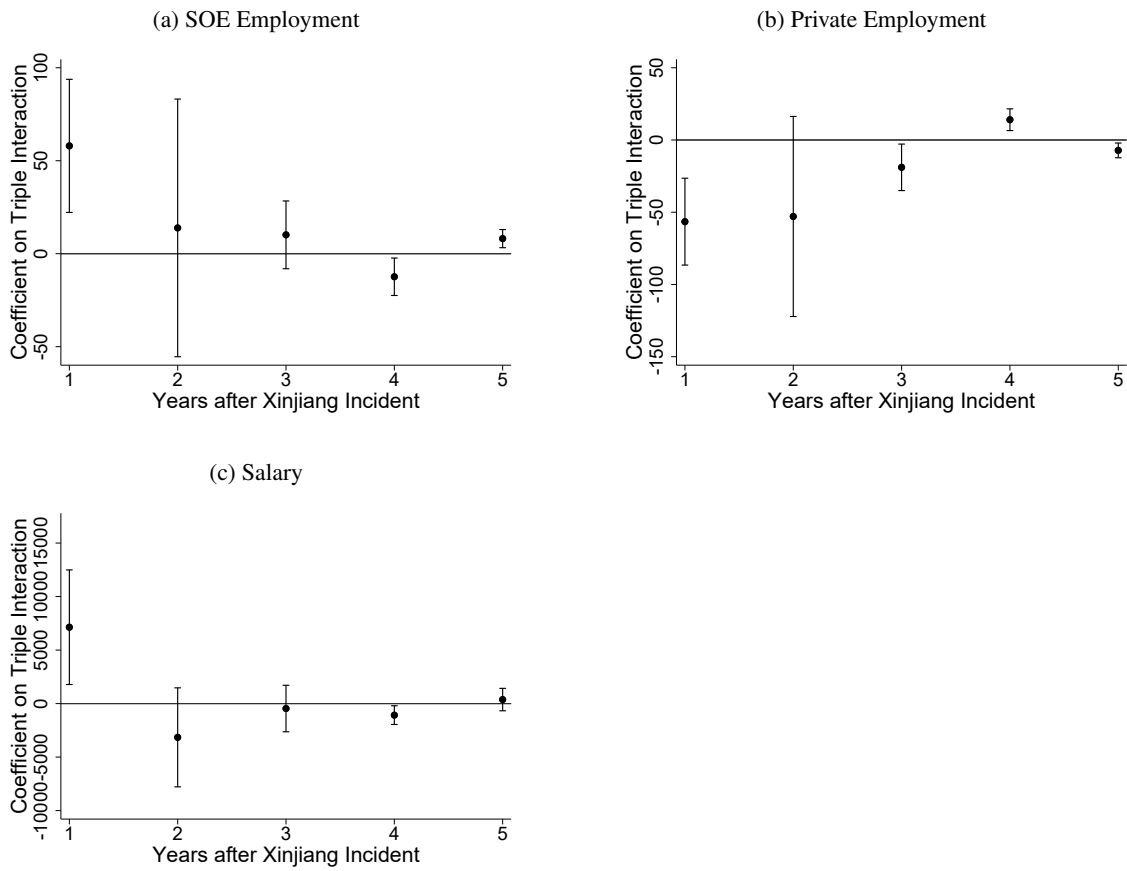 (a) SOE Employment
Coefficient on Triple Interaction
100
50
0
-50
1 2 3 4 5
Years after Xinjiang Incident
(b) Private Employment
Coefficient on Triple Interaction
50
0
-50
-100
-150
1 2 3 4 5
Years after Xinjiang Incident
(c) Salary
Coefficient on Triple Interaction
15000
10000
5000
0
-5000
-10000
1 2 3 4 5
Years after Xinjiang Incident